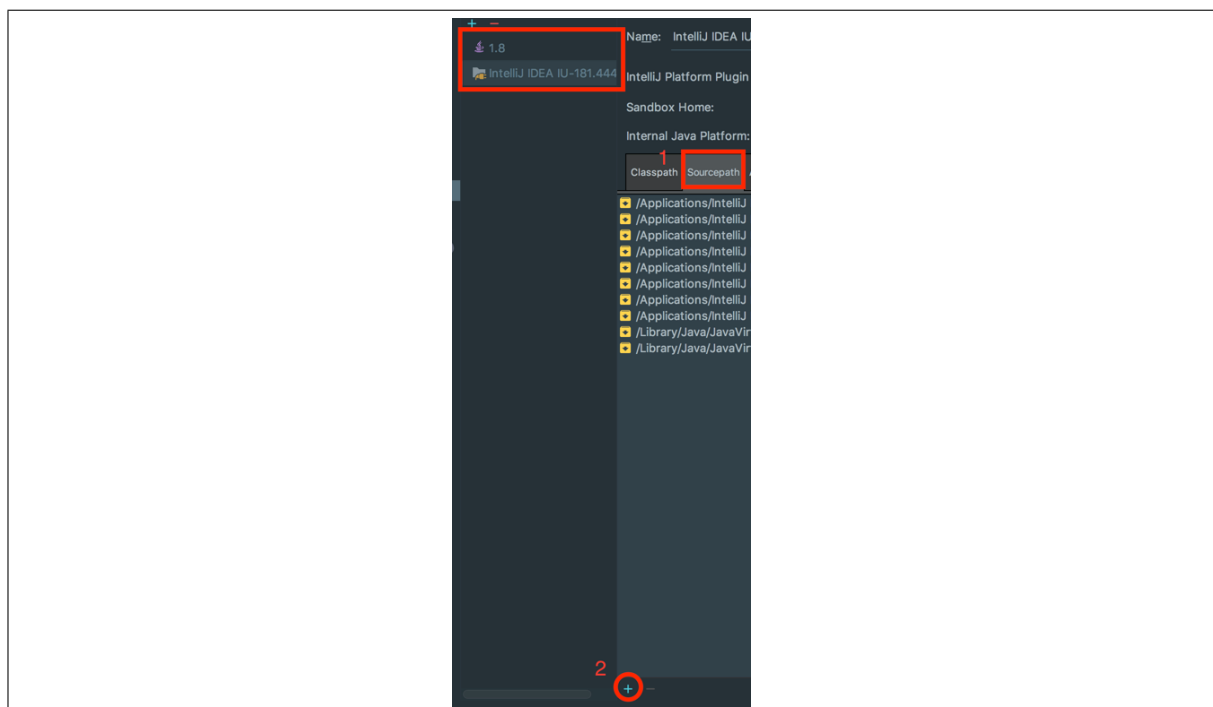 + −
1.8
IntelliJ IDEA IU-181.444
Name: IntelliJ IDEA IU
IntelliJ Platform Plugin
Sandbox Home:
Internal Java Platform:
1
Classpath Sourcepath
/Applications/IntelliJ
/Applications/IntelliJ
/Applications/IntelliJ
/Applications/IntelliJ
/Applications/IntelliJ
/Applications/IntelliJ
/Applications/IntelliJ
/Applications/IntelliJ
/Library/Java/JavaVir
/Library/Java/JavaVir
2
+ −